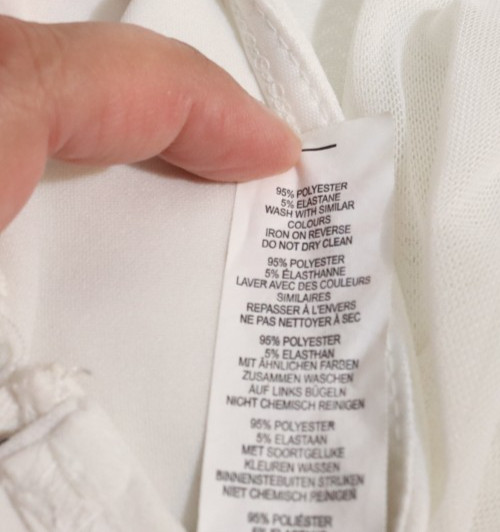 95% POLYESTER
5% ELASTANE
WASH WITH SIMILAR
COLOURS
IRON ON REVERSE
DO NOT DRY CLEAN
95% POLYESTER
5% ÉLASTHANNE
LAVER AVEC DES COULEURS
SIMILAIRES
REPASSER À L'ENVERS
NE PAS NETTOYER À SEC
95% POLYESTER
5% ELASTHAN
MIT ÄHNLICHEN FARBEN
ZUSAMMEN WASCHEN
AUF LINKS BÜGELN
NICHT CHEMISCH REINIGEN
95% POLYESTER
5% ELASTAAN
MET SOORTGELIJKE
KLEUREN WASSEN
BINNENSTEBUITEN STRIJKEN
NIET CHEMISCH REINIGEN
95% POLIÉSTER